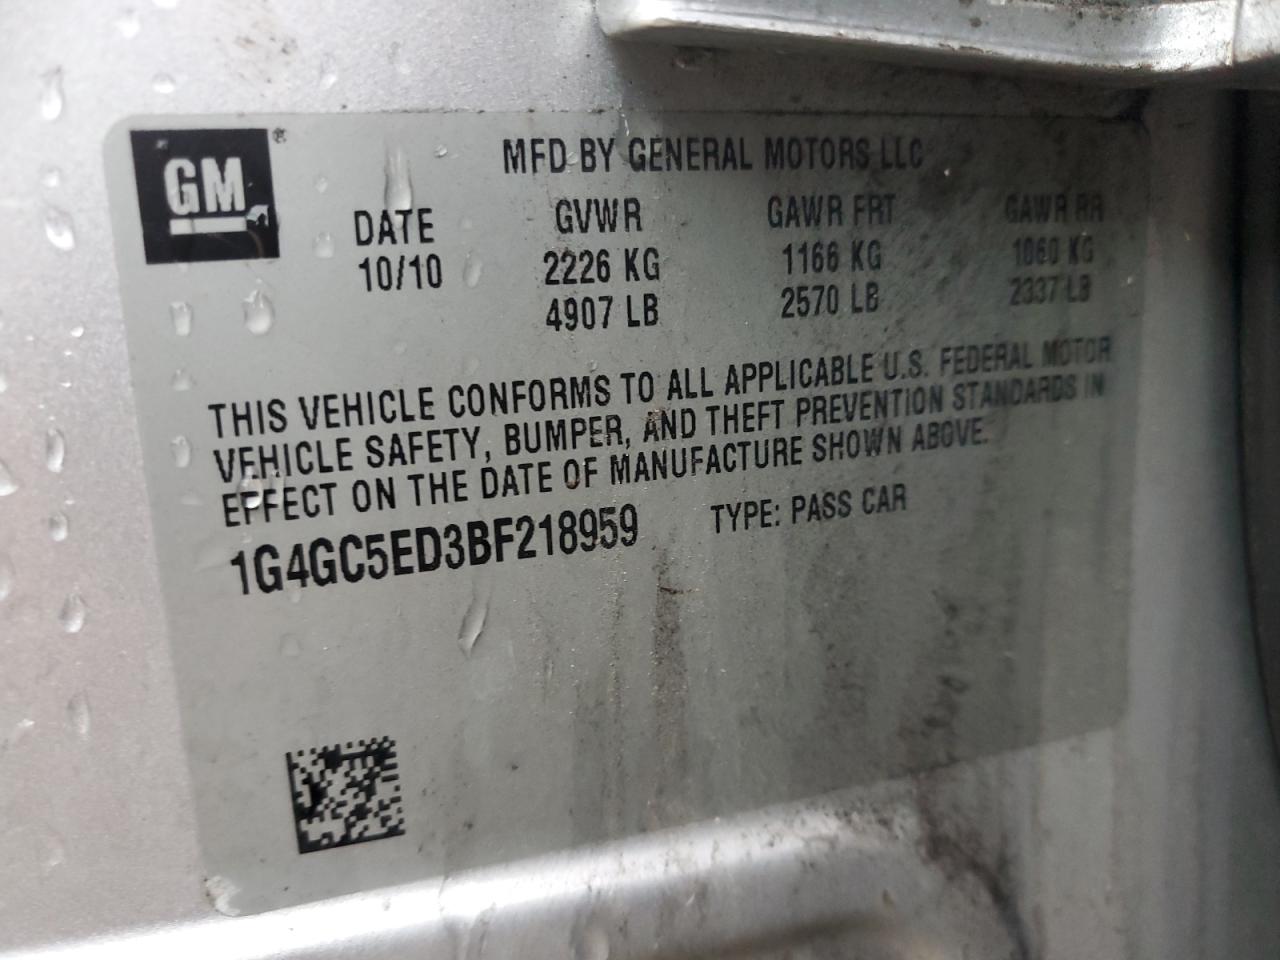 GM®
MFD BY GENERAL MOTORS LLC
DATE GVWR GAWR FRT GAWR RR
10/10 2226 KG 1166 KG 1060 KG
4907 LB 2570 LB 2337 LB
THIS VEHICLE CONFORMS TO ALL APPLICABLE U.S. FEDERAL MOTOR
VEHICLE SAFETY, BUMPER, AND THEFT PREVENTION STANDARDS IN
EFFECT ON THE DATE OF MANUFACTURE SHOWN ABOVE.
1G4GC5ED3BF218959 TYPE: PASS CAR